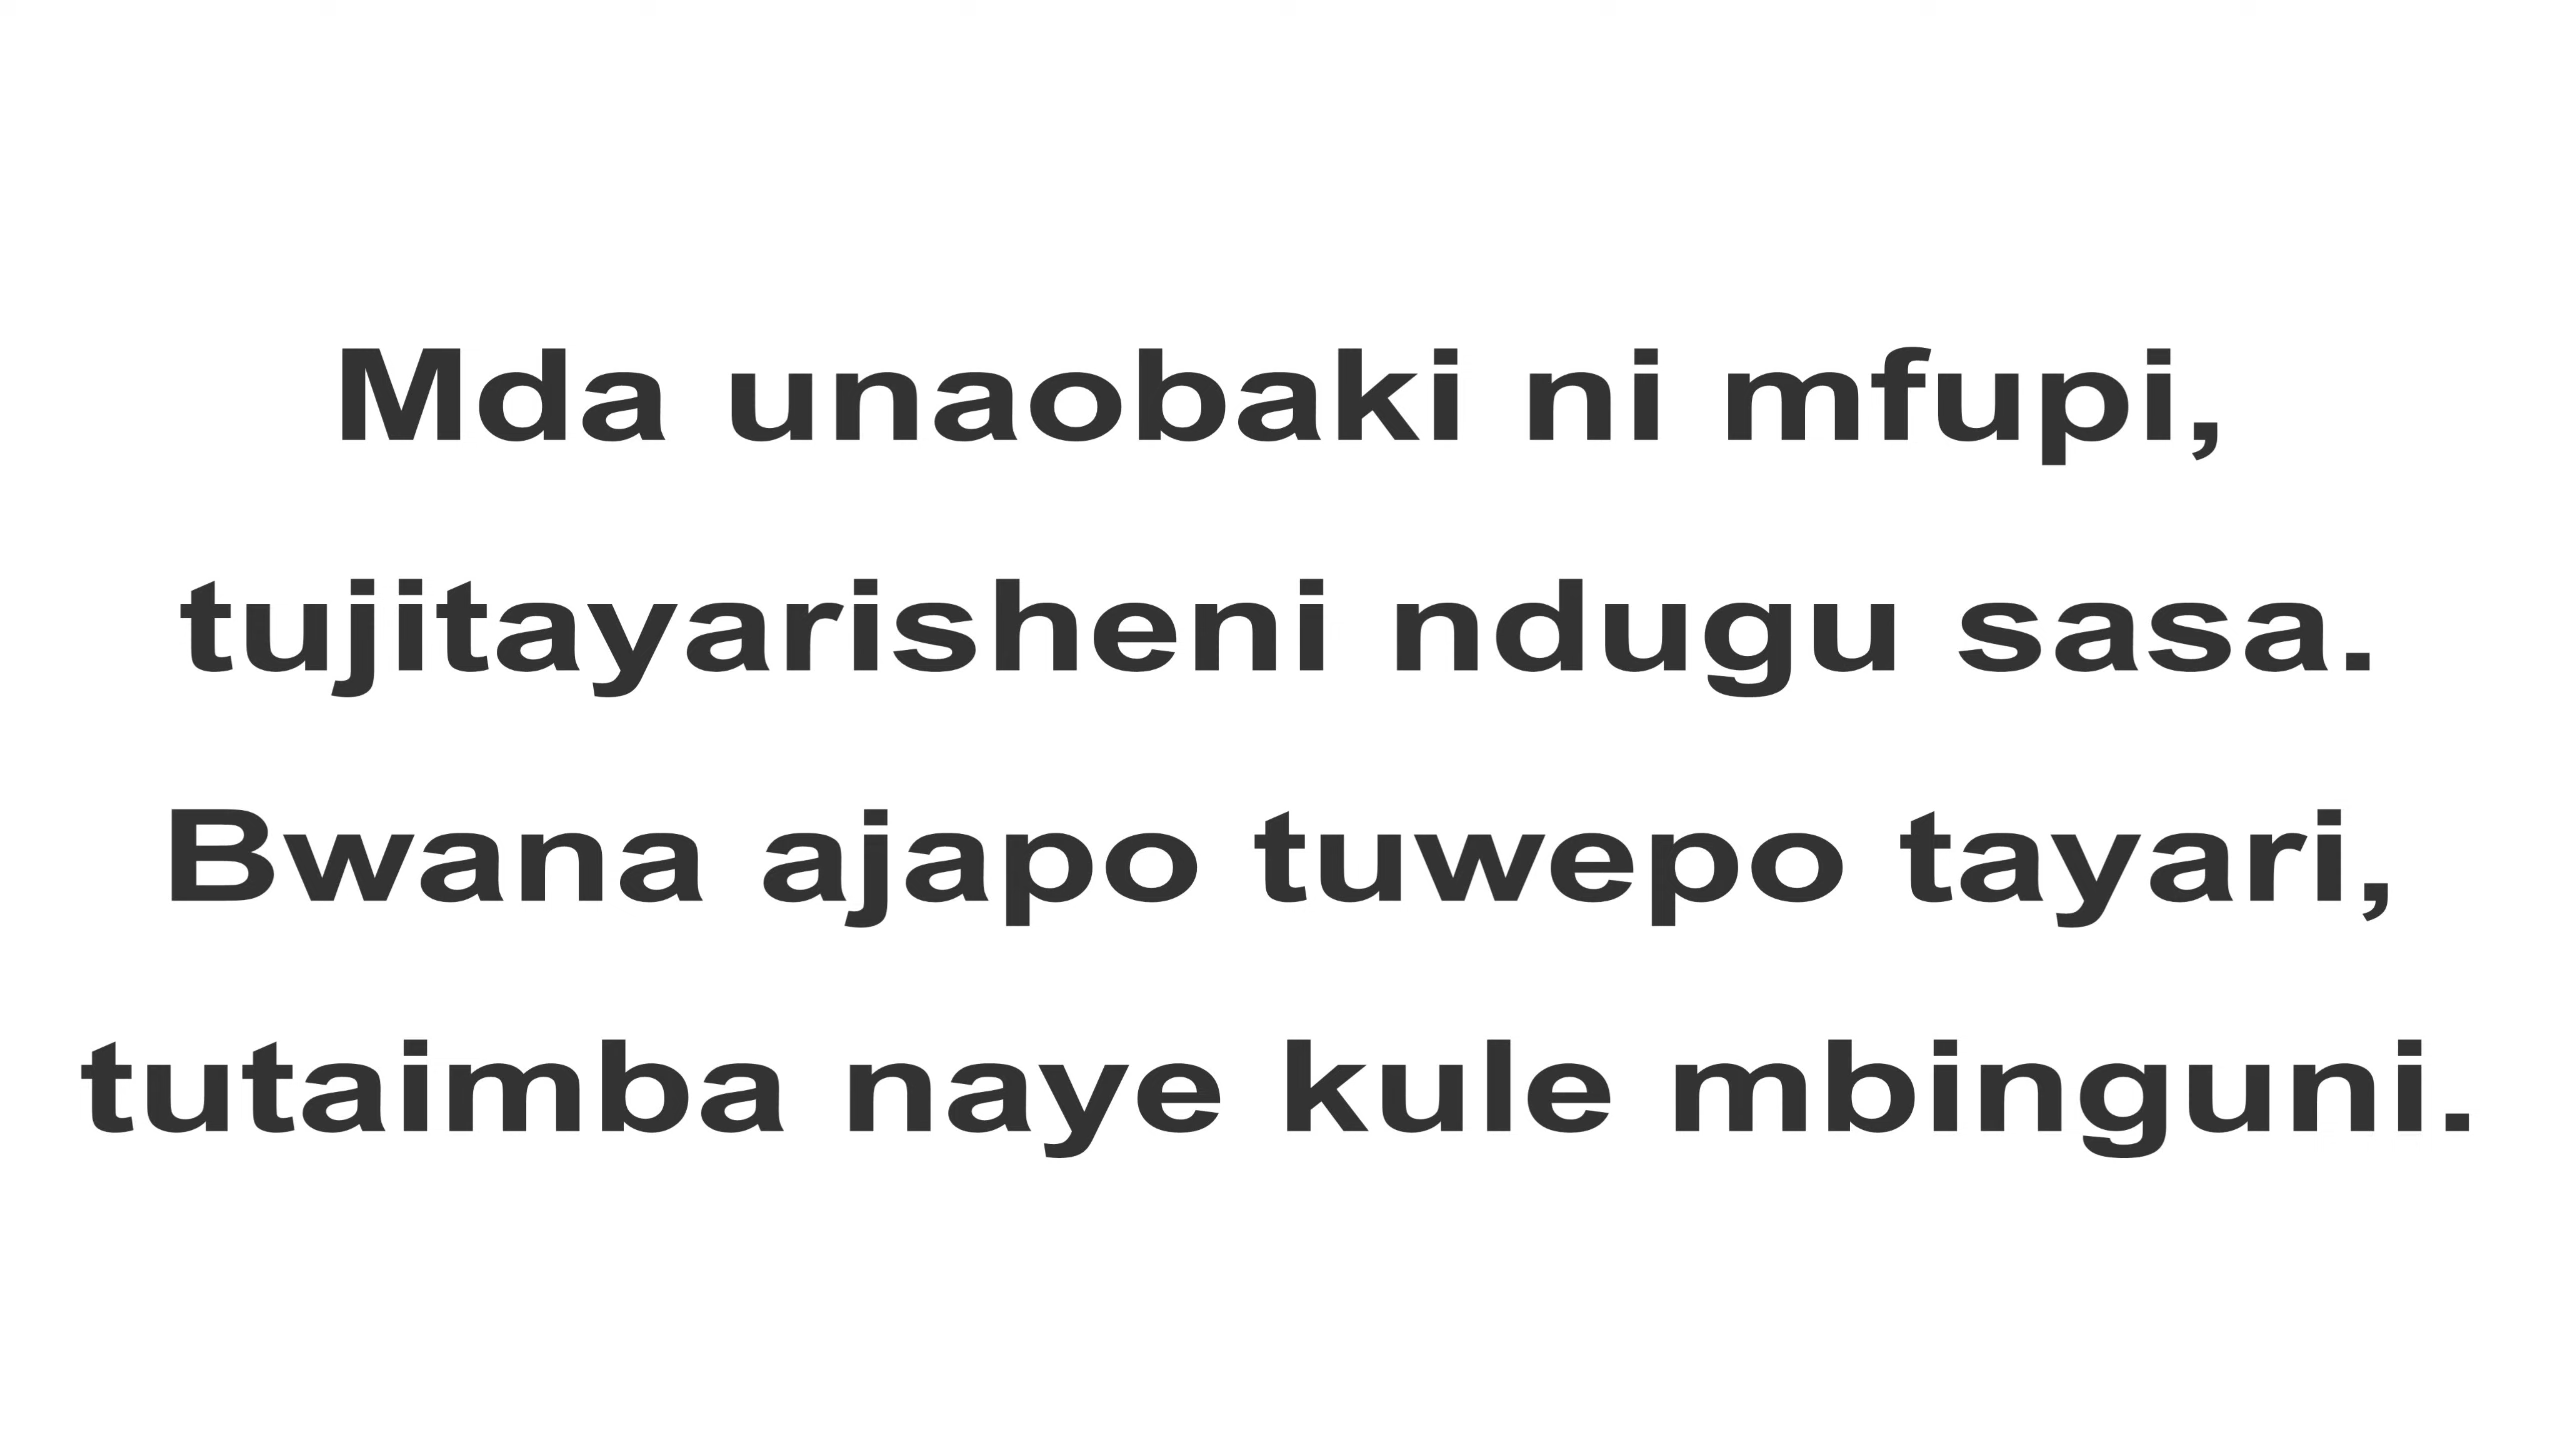 Mda unaobaki ni mfupi,
tujitayarisheni ndugu sasa.
Bwana ajapo tuwepo tayari,
tutaimba naye kule mbinguni.